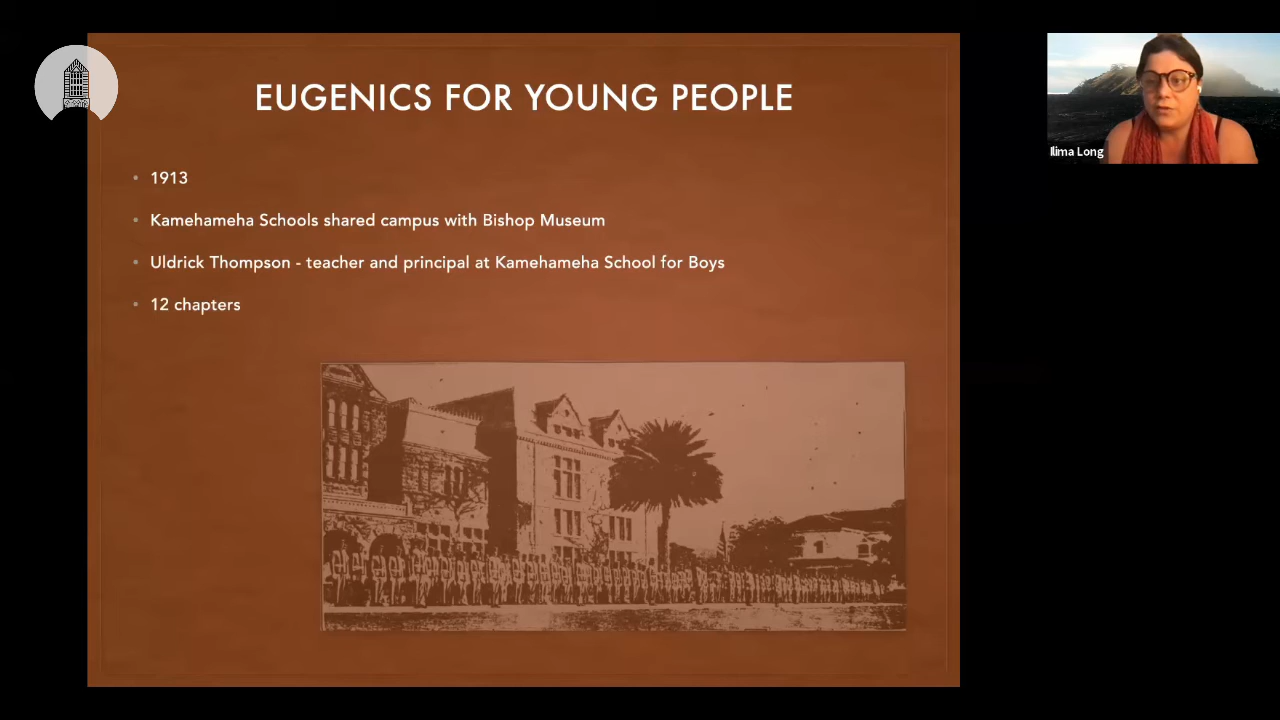 EUGENICS FOR YOUNG PEOPLE
Ilima Long
• 1913
• Kamehameha Schools shared campus with Bishop Museum
• Uldrick Thompson - teacher and principal at Kamehameha School for Boys
• 12 chapters